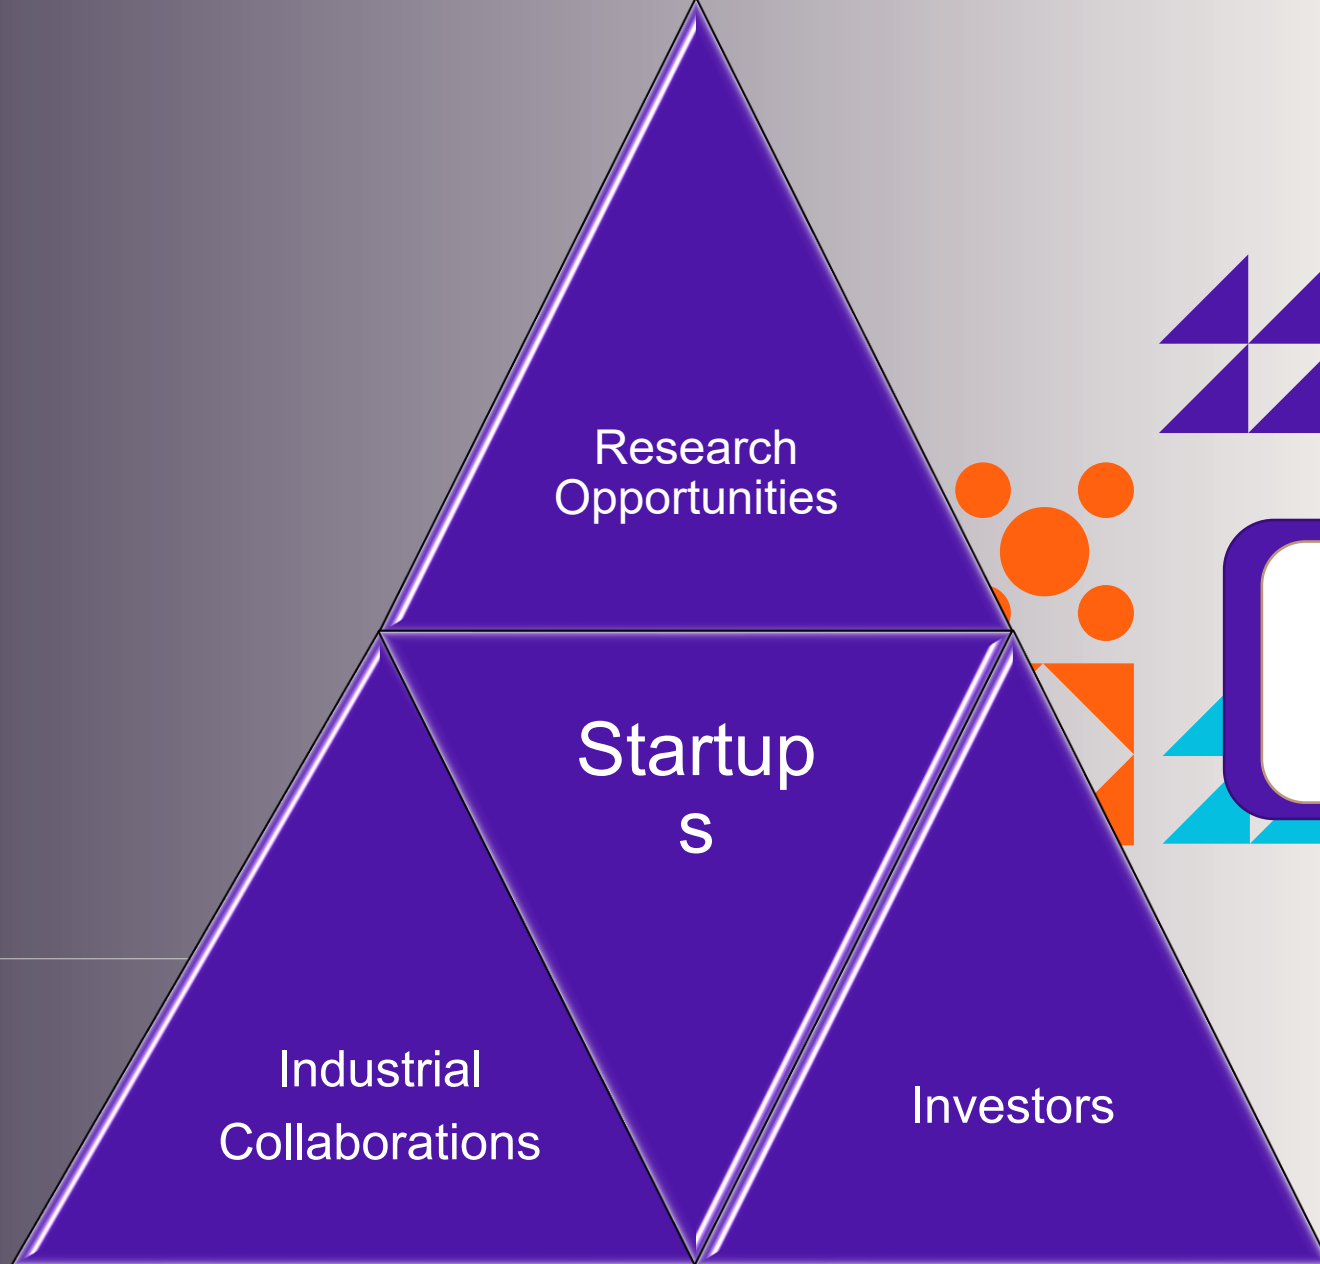 Research
Opportunities
Startup
s
Industrial
Collaborations
Investors